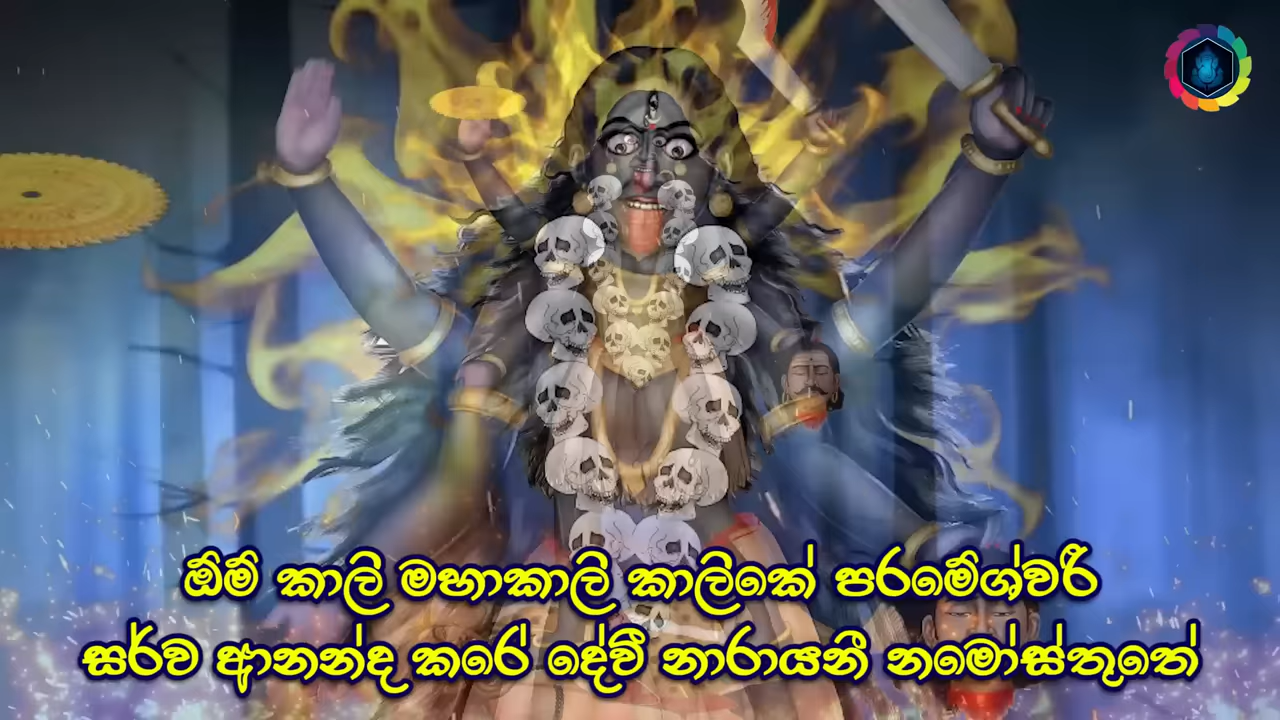 ඕම් කාලි මහාකාලි කාලිකේ පරමේශ්වරී
සර්ව ආනන්ද කරේ දේවී නාරායනී නමෝස්තුතේ